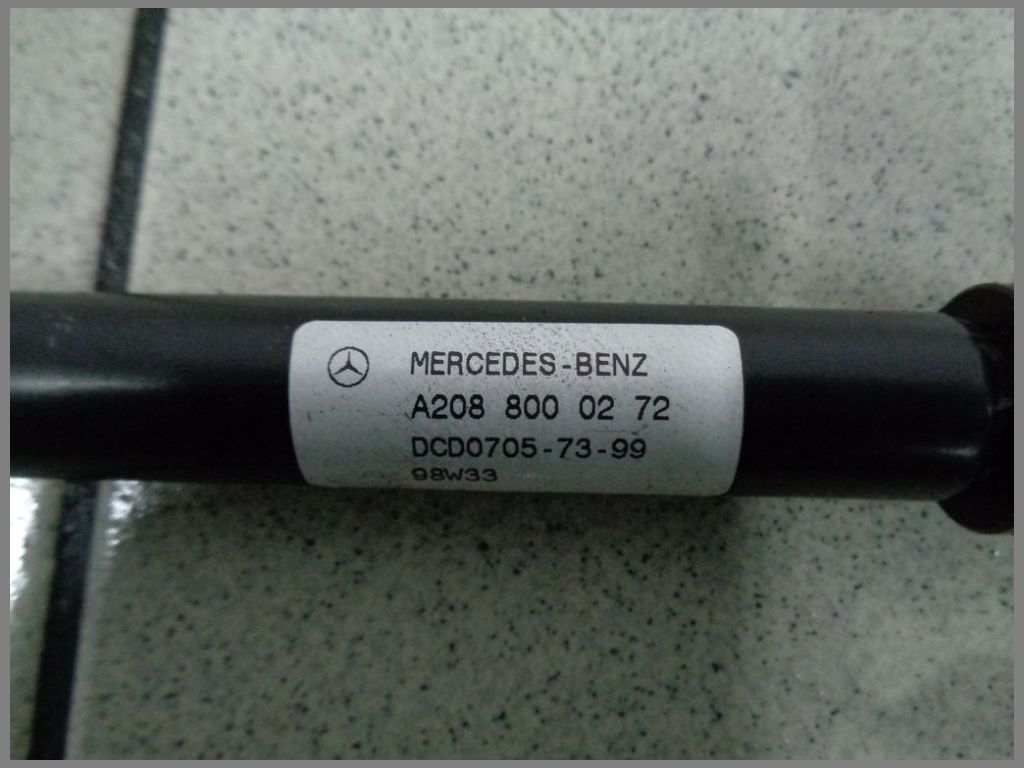 MERCEDES-BENZ
A208 800 02 72
DCD0705-73-99
98W33